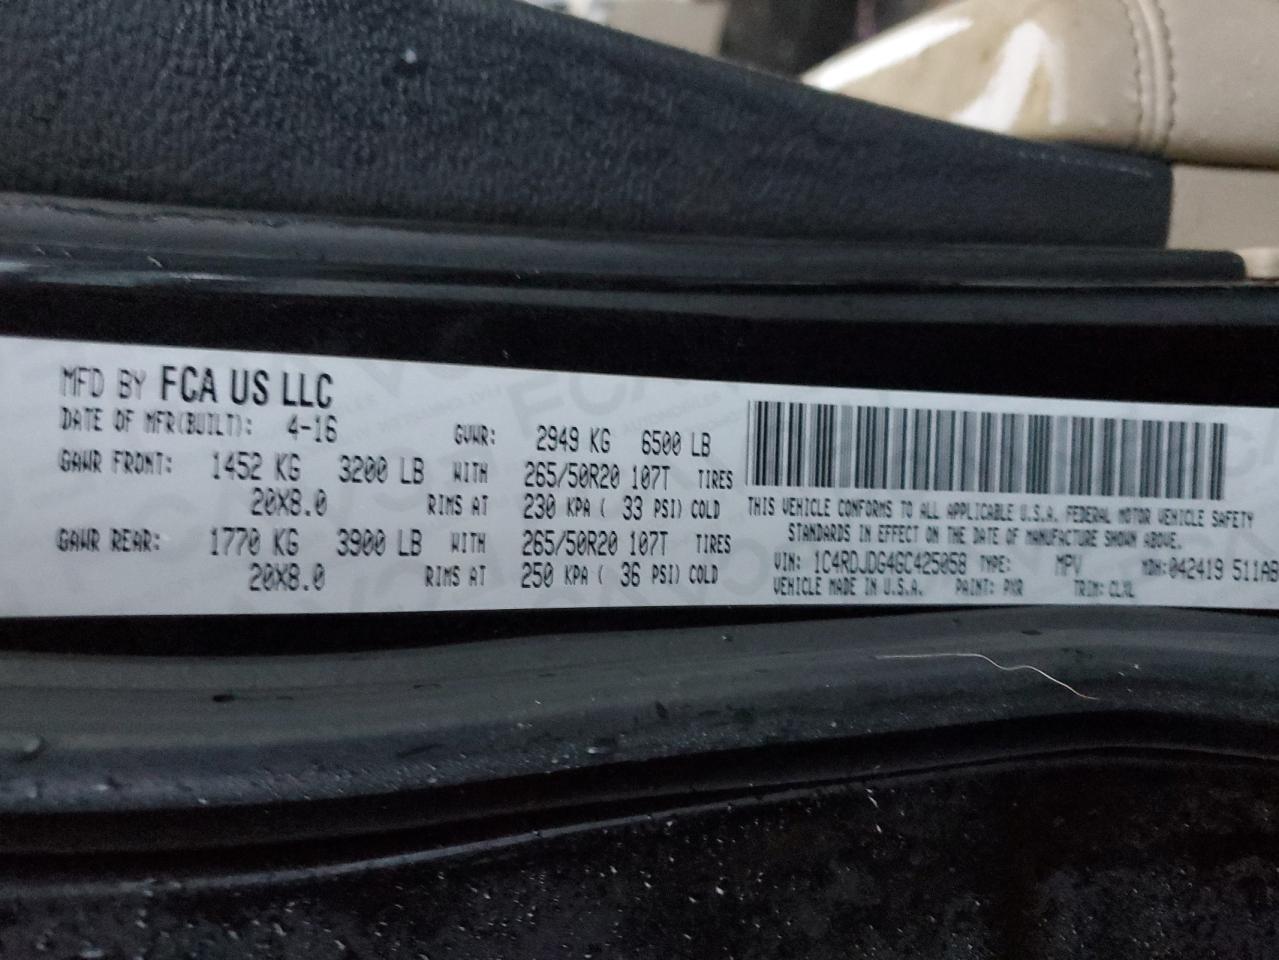 MFD BY FCA US LLC
DATE OF MFR(BUILT): 4-16 GVWR: 2949 KG 6500 LB
GAWR FRONT: 1452 KG 3200 LB WITH 265/50R20 107T TIRES
20X8.0 RIMS AT 230 KPA ( 33 PSI) COLD
GAWR REAR: 1770 KG 3900 LB WITH 265/50R20 107T TIRES
20X8.0 RIMS AT 250 KPA ( 36 PSI) COLD
THIS VEHICLE CONFORMS TO ALL APPLICABLE U.S.A. FEDERAL MOTOR VEHICLE SAFETY
STANDARDS IN EFFECT ON THE DATE OF MANUFACTURE SHOWN ABOVE.
VIN: 1C4RDJDG4GC425058 TYPE: MPV MDH:042419 511AB
VEHICLE MADE IN U.S.A. PAINT: PXR TRIM: CLXL